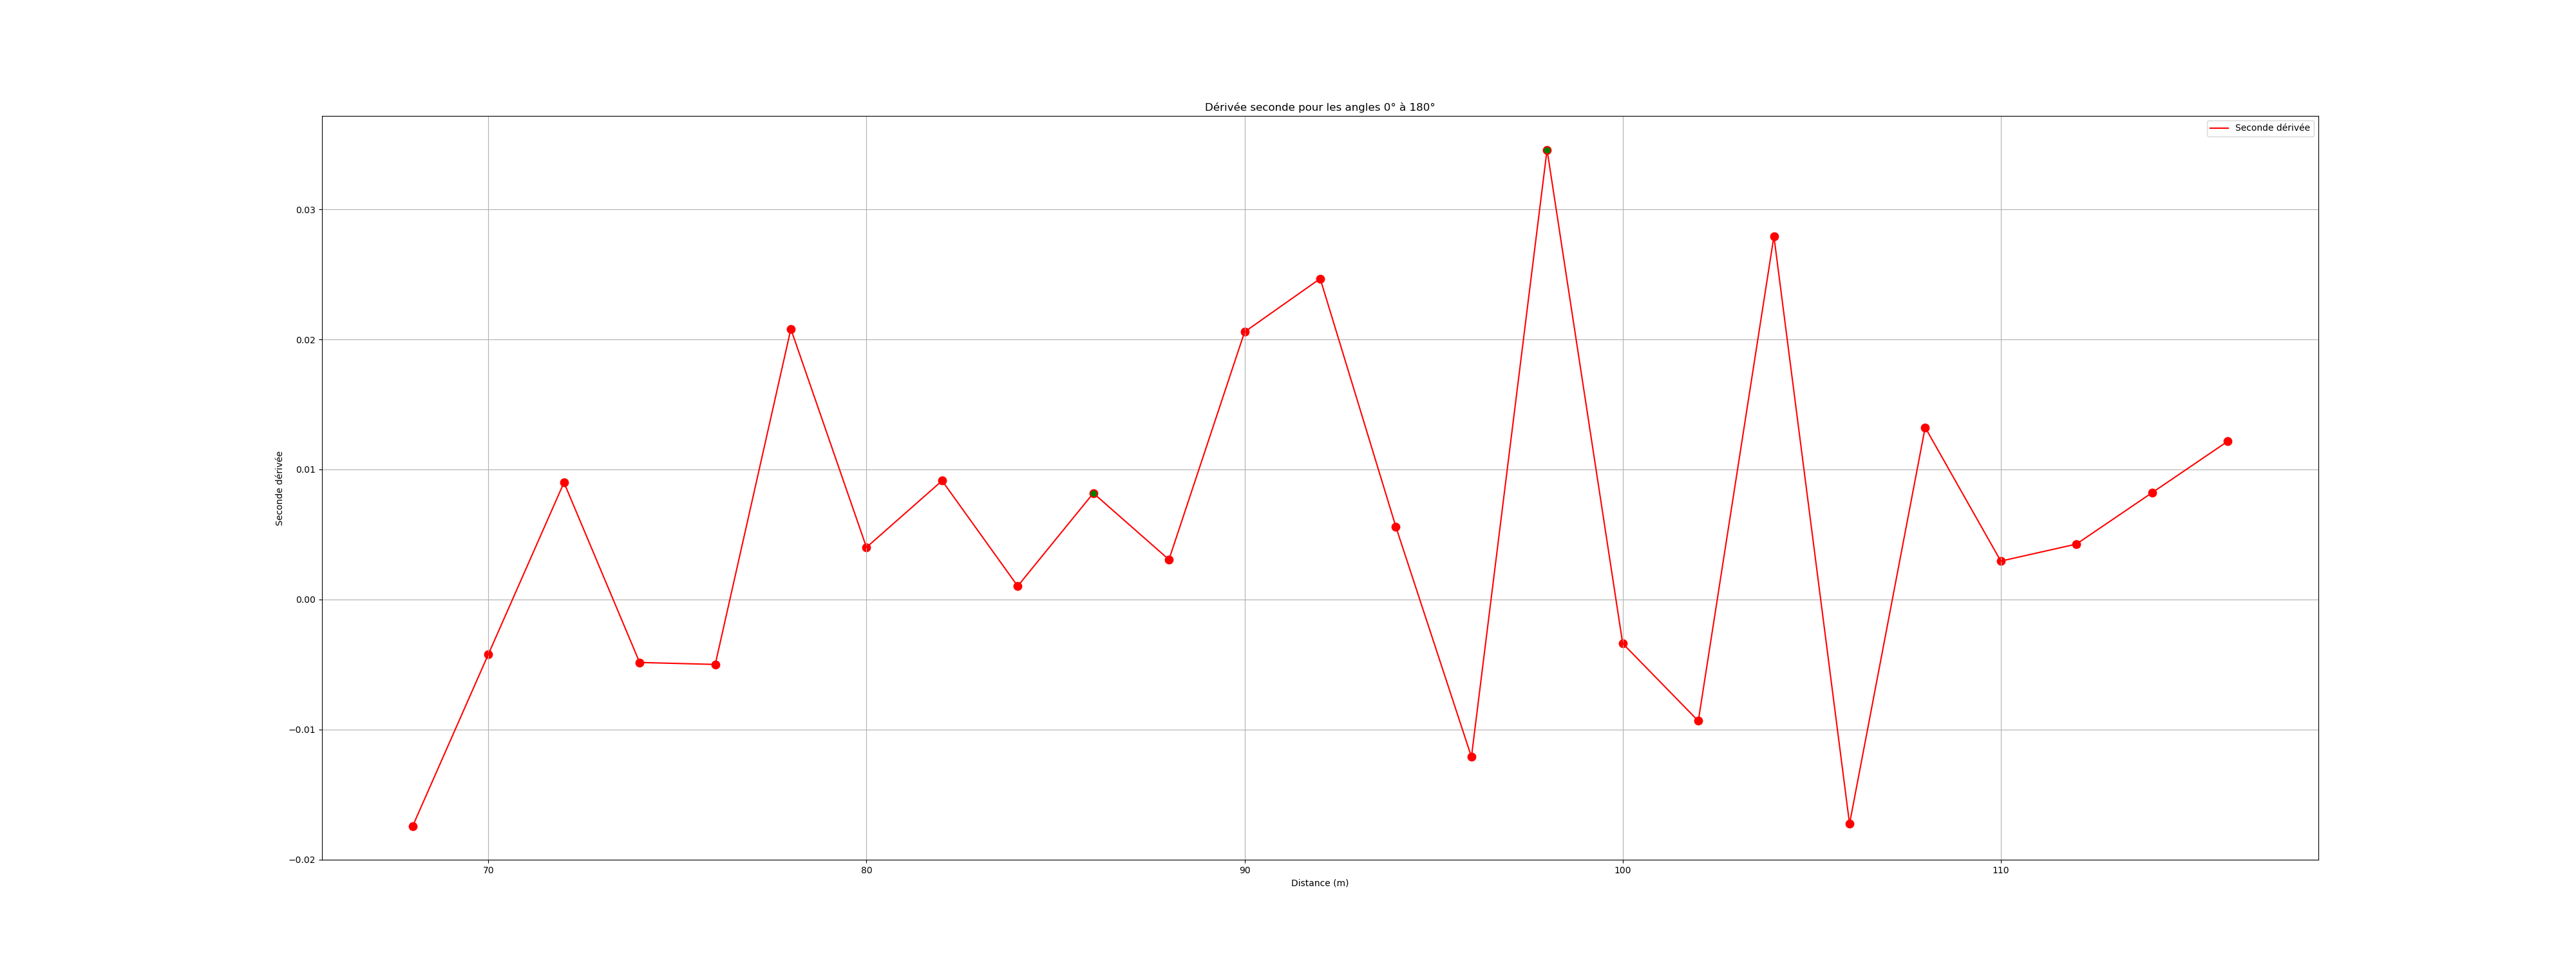 Dérivée seconde pour les angles 0° à 180°
Seconde dérivée
0.03
0.02
0.01
0.00
−0.01
−0.02
Seconde dérivée
70 80 90 100 110
Distance (m)